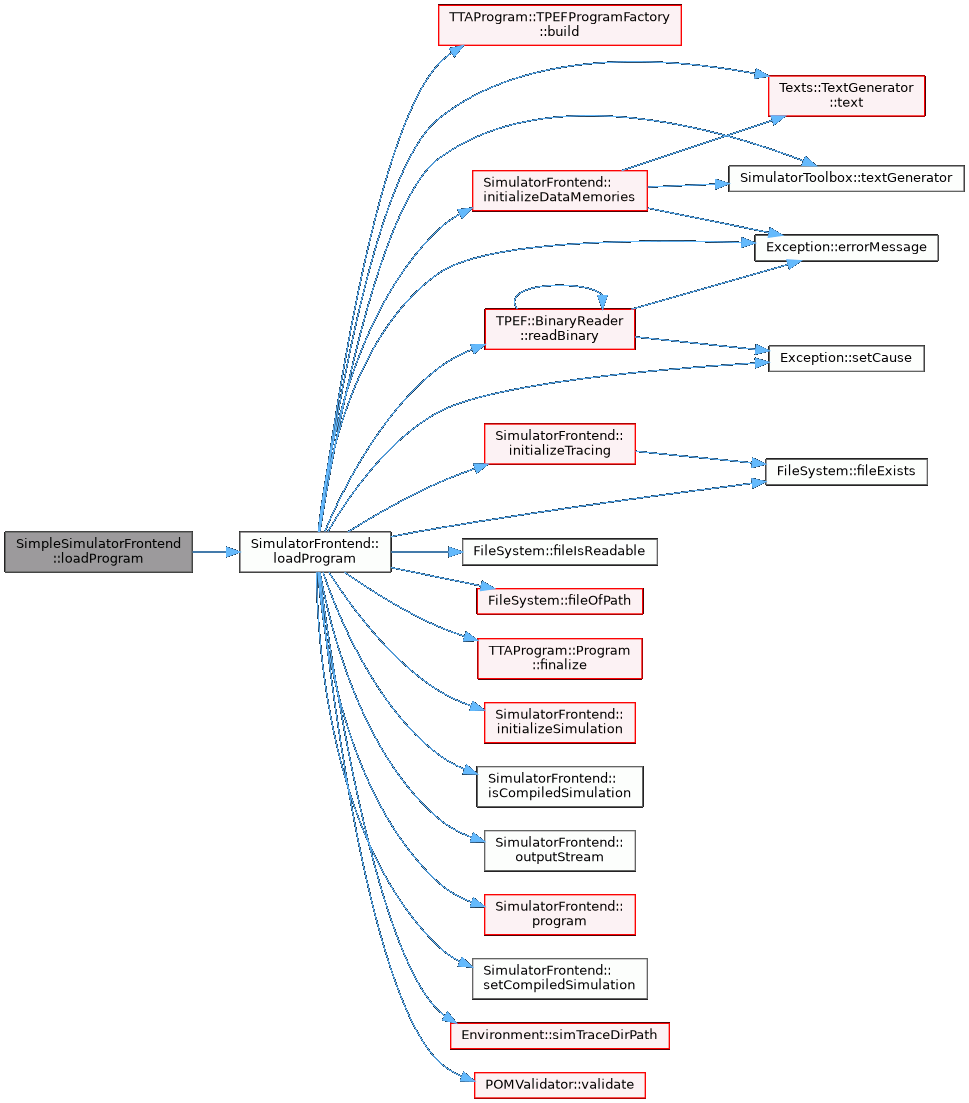 TTAProgram::TPEFProgramFactory
::build
Texts::TextGenerator
::text
SimulatorToolbox::textGenerator
SimulatorFrontend::
initializeDataMemories
Exception::errorMessage
TPEF::BinaryReader
::readBinary
Exception::setCause
SimulatorFrontend::
initializeTracing
FileSystem::fileExists
SimpleSimulatorFrontend
::loadProgram
SimulatorFrontend::
loadProgram
FileSystem::fileIsReadable
FileSystem::fileOfPath
TTAProgram::Program
::finalize
SimulatorFrontend::
initializeSimulation
SimulatorFrontend::
isCompiledSimulation
SimulatorFrontend::
outputStream
SimulatorFrontend::
program
SimulatorFrontend::
setCompiledSimulation
Environment::simTraceDirPath
POMValidator::validate